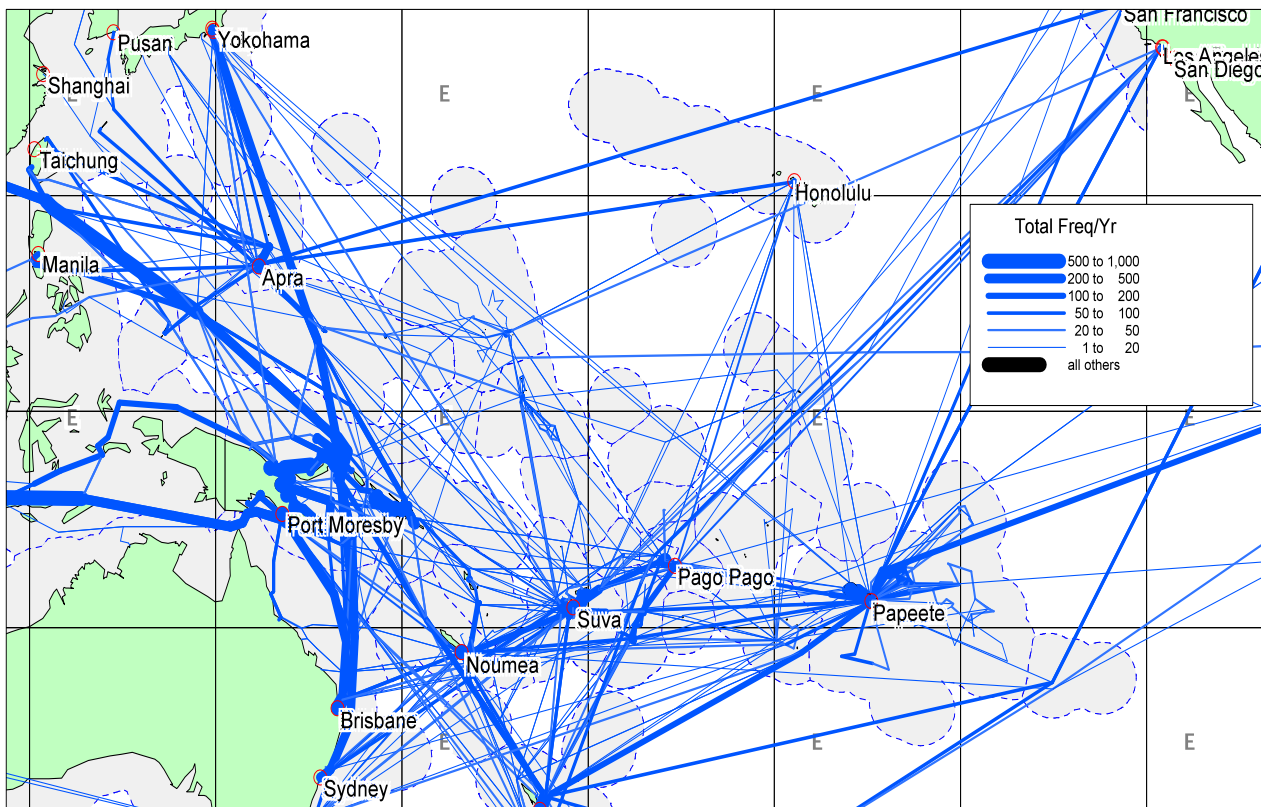 San Francisco
Pusan
Yokohama
Los Angeles
San Diego
Shanghai
E
E
E
E
Taichung
Honolulu
Manila
Apra
Total Freq/Yr
500 to 1,000
200 to 500
100 to 200
50 to 100
20 to 50
1 to 20
all others
E
E
E
E
Port Moresby
Pago Pago
Suva
Papeete
Noumea
Brisbane
E
E
E
Sydney